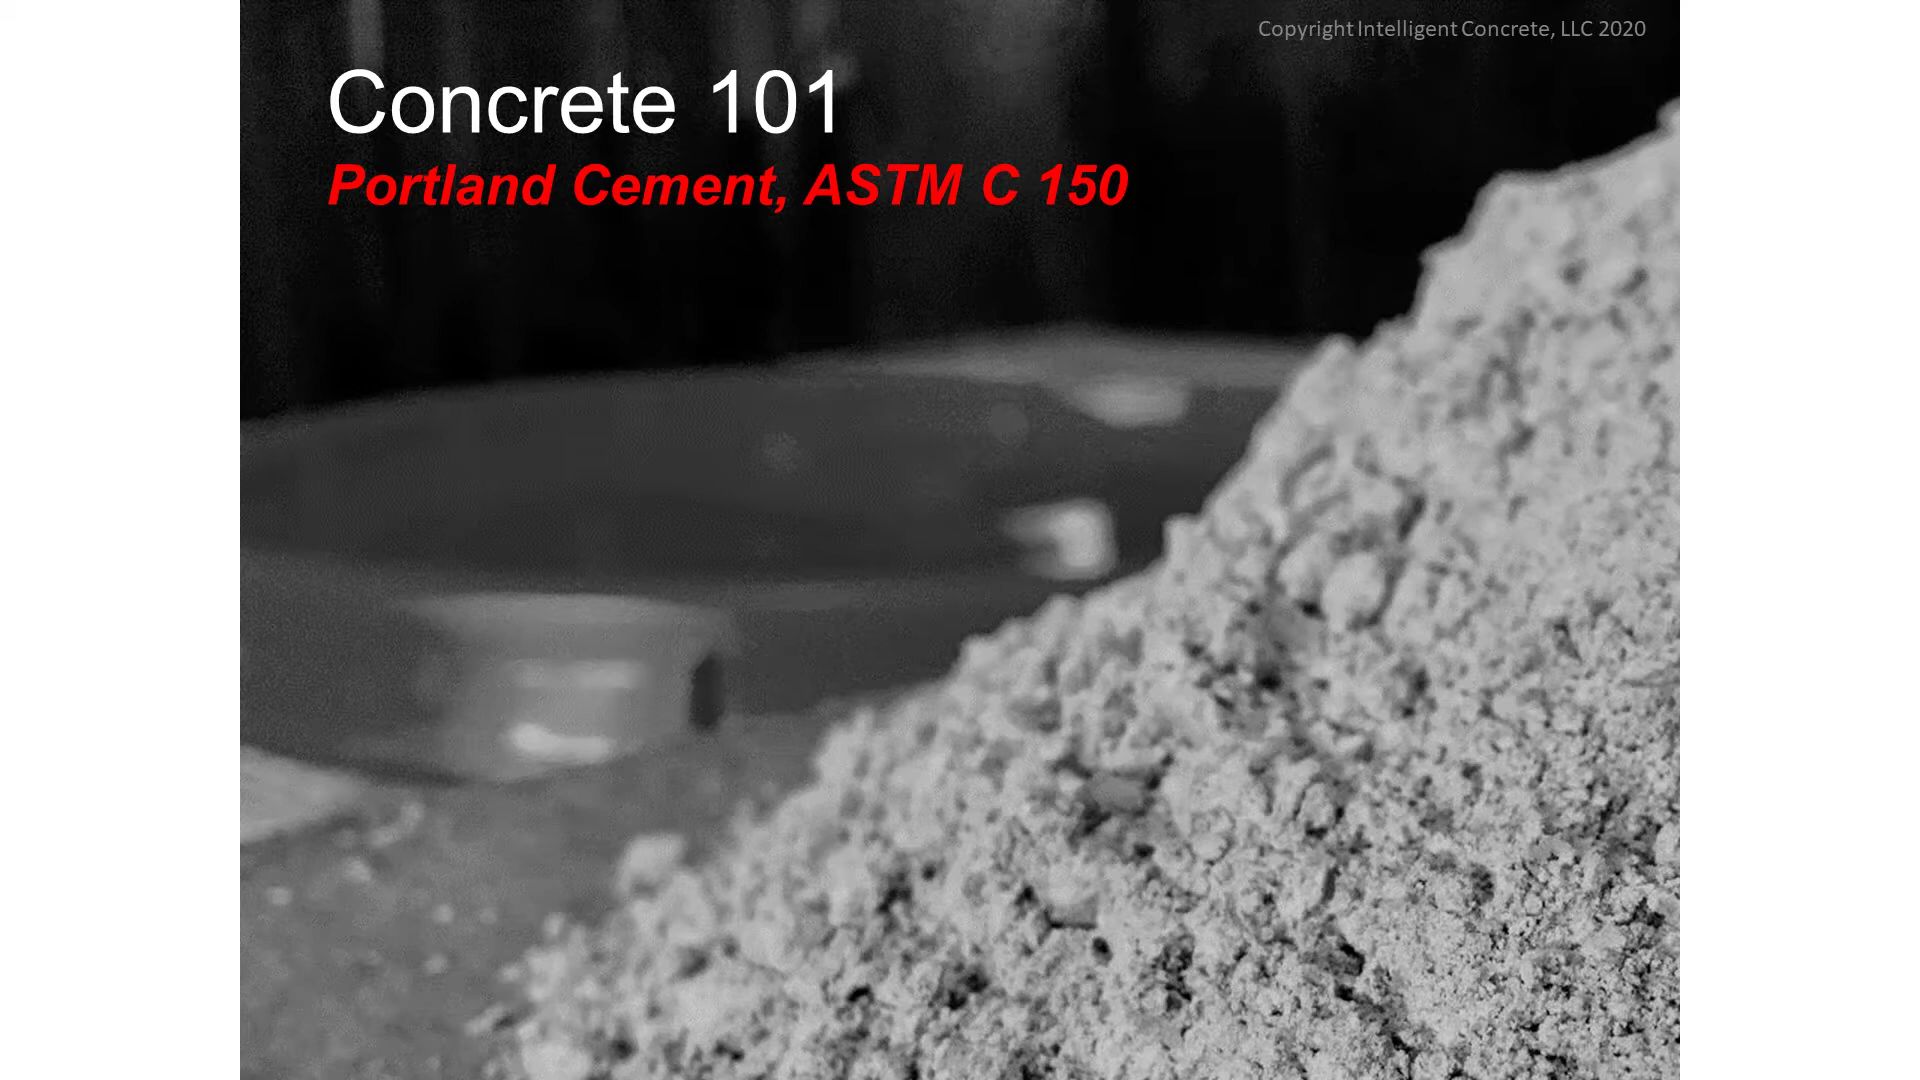 Copyright Intelligent Concrete, LLC 2020
Concrete 101
Portland Cement, ASTM C 150